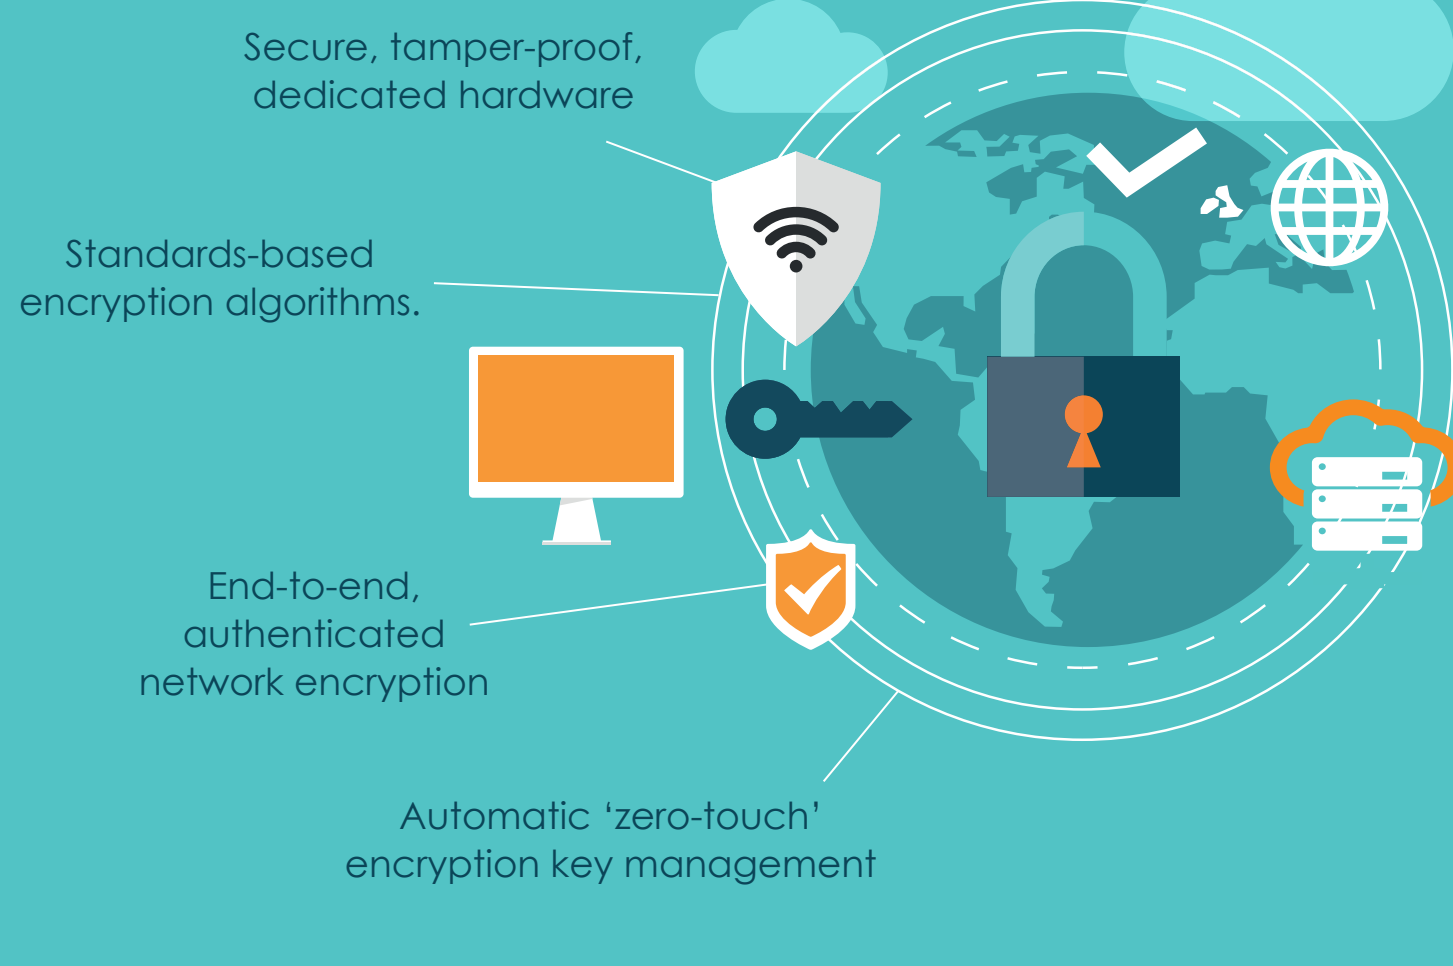 Secure, tamper-proof,
dedicated hardware
Standards-based
encryption algorithms.
End-to-end,
authenticated
network encryption
Automatic ‘zero-touch’
encryption key management